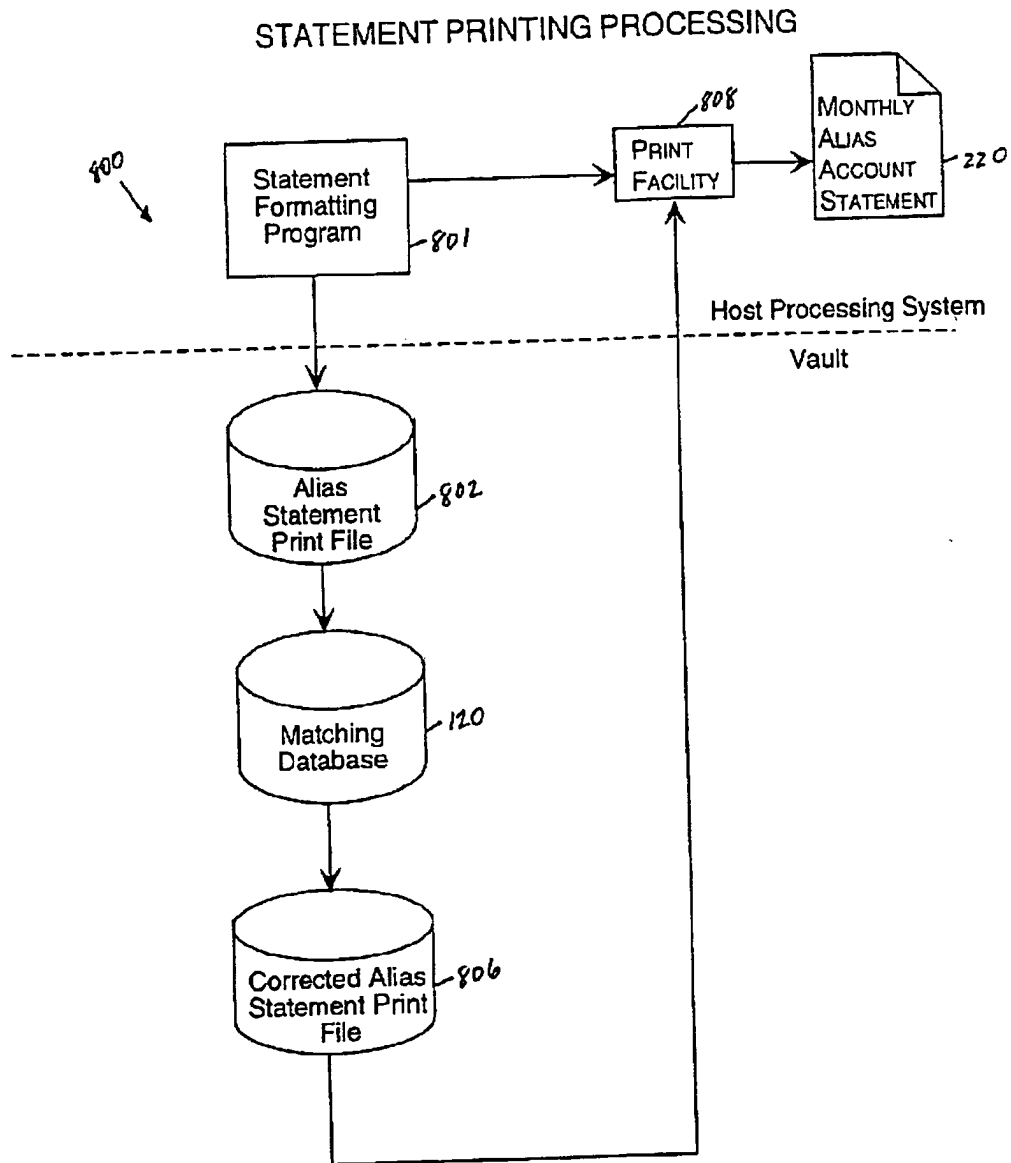 STATEMENT PRINTING PROCESSING
800
Statement
Formatting
Program
801
808
PRINT
FACILITY
MONTHLY
ALIAS
ACCOUNT
STATEMENT
220
Host Processing System
Vault
Alias
Statement
Print File
802
Matching
Database
120
Corrected Alias
Statement Print
File
806